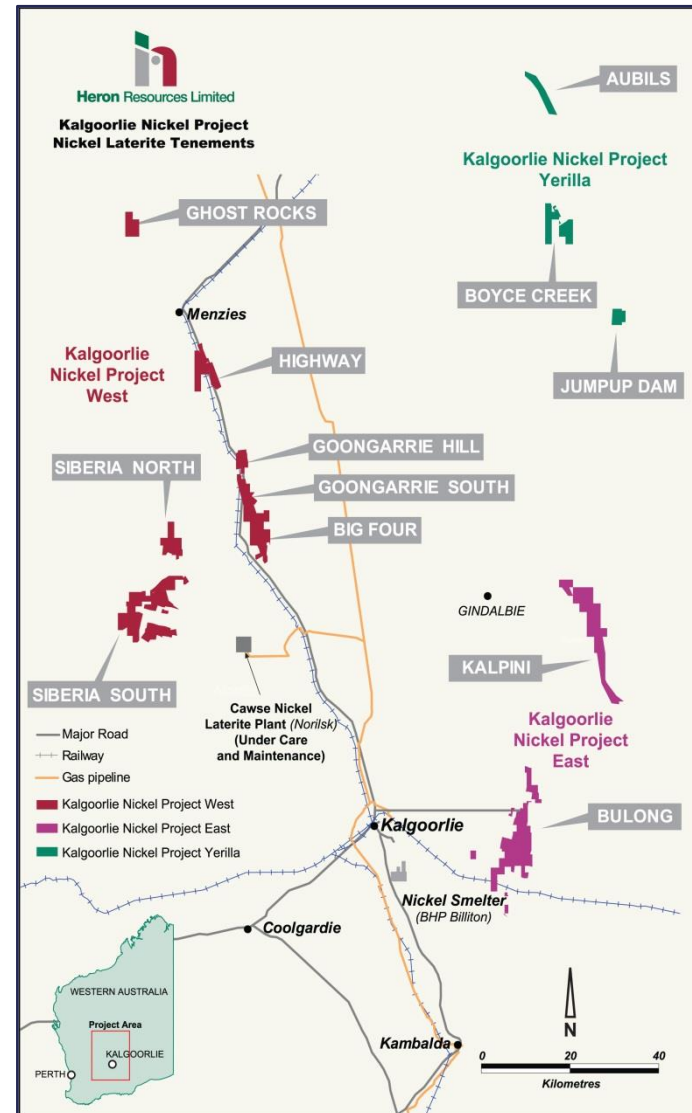 Heron Resources Limited
Kalgoorlie Nickel Project
Nickel Laterite Tenements
AUBILS
Kalgoorlie Nickel Project
Yerilla
GHOST ROCKS
BOYCE CREEK
Menzies
JUMPUP DAM
Kalgoorlie
Nickel Project
West
HIGHWAY
GOONGARRIE HILL
SIBERIA NORTH
GOONGARRIE SOUTH
BIG FOUR
GINDALBIE
KALPINI
SIBERIA SOUTH
Cawse Nickel
Laterite Plant (Norilsk)
(Under Care
and Maintenance)
Kalgoorlie
Nickel Project
East
Major Road
Railway
Gas pipeline
Kalgoorlie Nickel Project West
Kalgoorlie Nickel Project East
Kalgoorlie Nickel Project Yerilla
BULONG
Kalgoorlie
Nickel Smelter
(BHP Billiton)
Coolgardie
WESTERN AUSTRALIA
Project Area
KALGOORLIE
PERTH
Kambalda
N
0 20 40
Kilometres